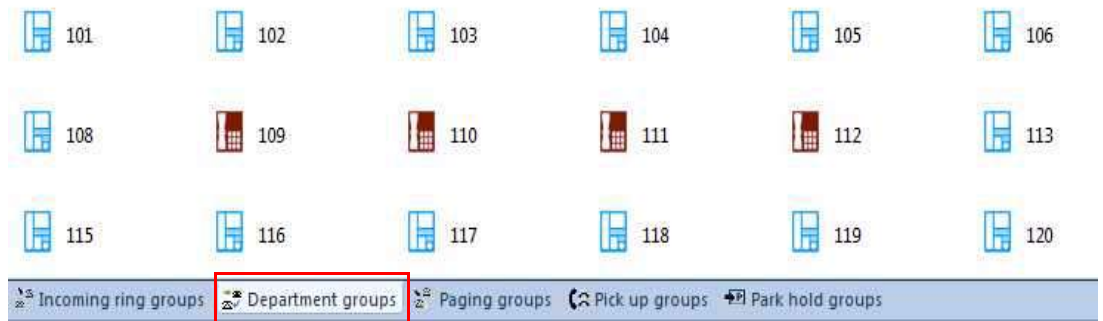 101 102 103 104 105 106
108 109 110 111 112 113
115 116 117 118 119 120
Incoming ring groups Department groups Paging groups Pick up groups Park hold groups